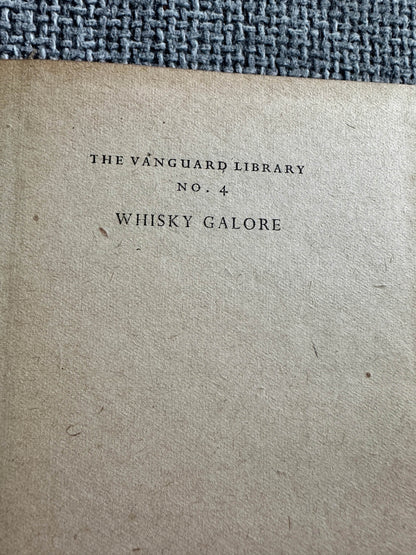 THE VANGUARD LIBRARY
NO. 4
WHISKY GALORE